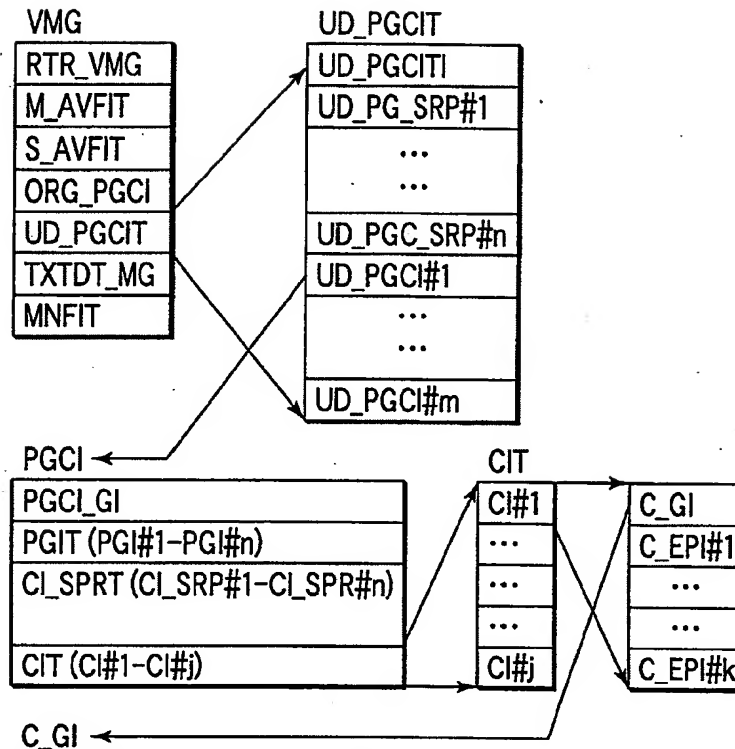 VMG
RTR_VMG
M_AVFIT
S_AVFIT
ORG_PGCI
UD_PGCIT
TXTDT_MG
MNFIT
UD_PGCIT
UD_PGCITI
UD_PG_SRP#1
...
...
UD_PGC_SRP#n
UD_PGCI#1
...
...
UD_PGCI#m
PGCI
PGCI_GI
PGIT (PGI#1-PGI#n)
CI_SPRT (CI_SRP#1-CI_SPR#n)
CIT (CI#1-CI#j)
CIT
CI#1
...
...
...
CI#j
C_GI
C_EPI#1
...
...
C_EPI#k
C_GI